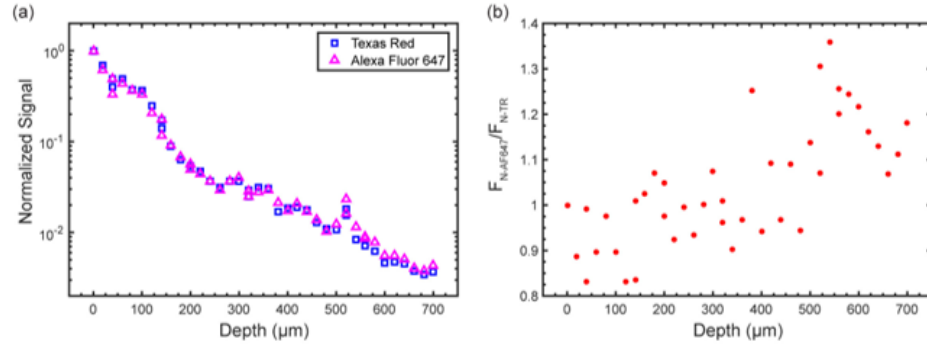 (a)
Texas Red
Alexa Fluor 647
Normalized Signal
10⁰
10⁻¹
10⁻²
0 100 200 300 400 500 600 700
Depth (μm)
(b)
F_N-AF647/F_N-TR
1.4
1.3
1.2
1.1
1
0.9
0.8
0 100 200 300 400 500 600 700
Depth (μm)